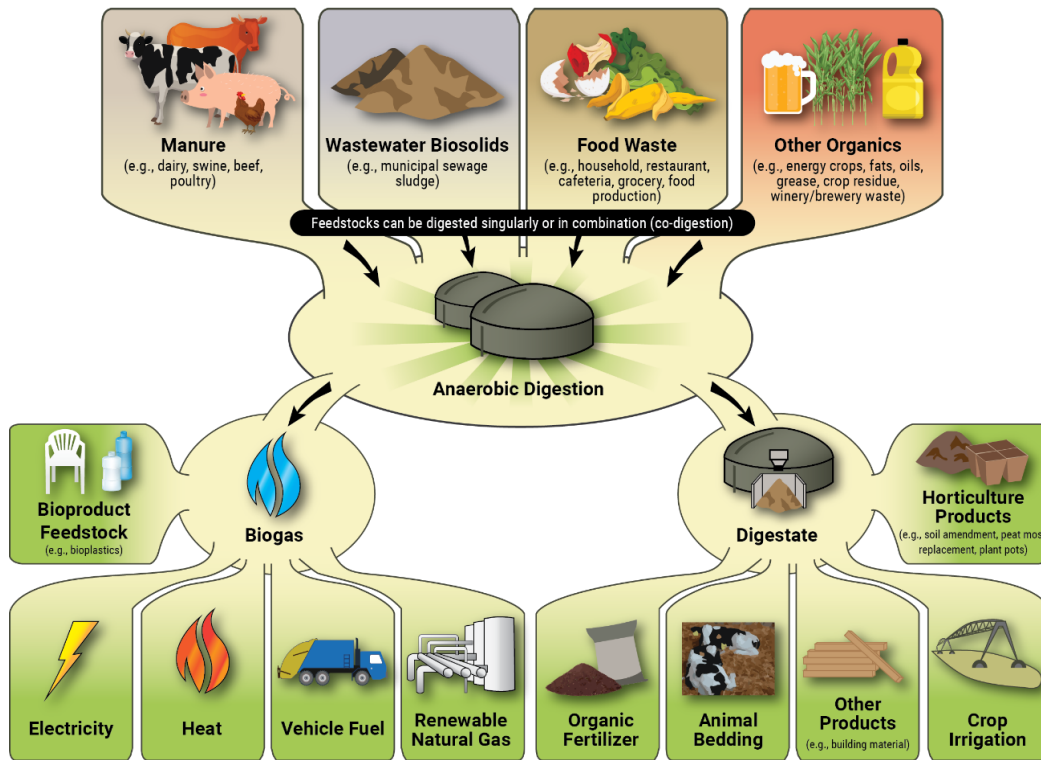 Manure
(e.g., dairy, swine, beef,
poultry)
Wastewater Biosolids
(e.g., municipal sewage
sludge)
Food Waste
(e.g., household, restaurant,
cafeteria, grocery, food
production)
Other Organics
(e.g., energy crops, fats, oils,
grease, crop residue,
winery/brewery waste)
Feedstocks can be digested singularly or in combination (co-digestion)
Anaerobic Digestion
Bioproduct
Feedstock
(e.g., bioplastics)
Biogas
Digestate
Horticulture
Products
(e.g., soil amendment, peat mos
replacement, plant pots)
Electricity
Heat
Vehicle Fuel
Renewable
Natural Gas
Organic
Fertilizer
Animal
Bedding
Other
Products
(e.g., building material)
Crop
Irrigation